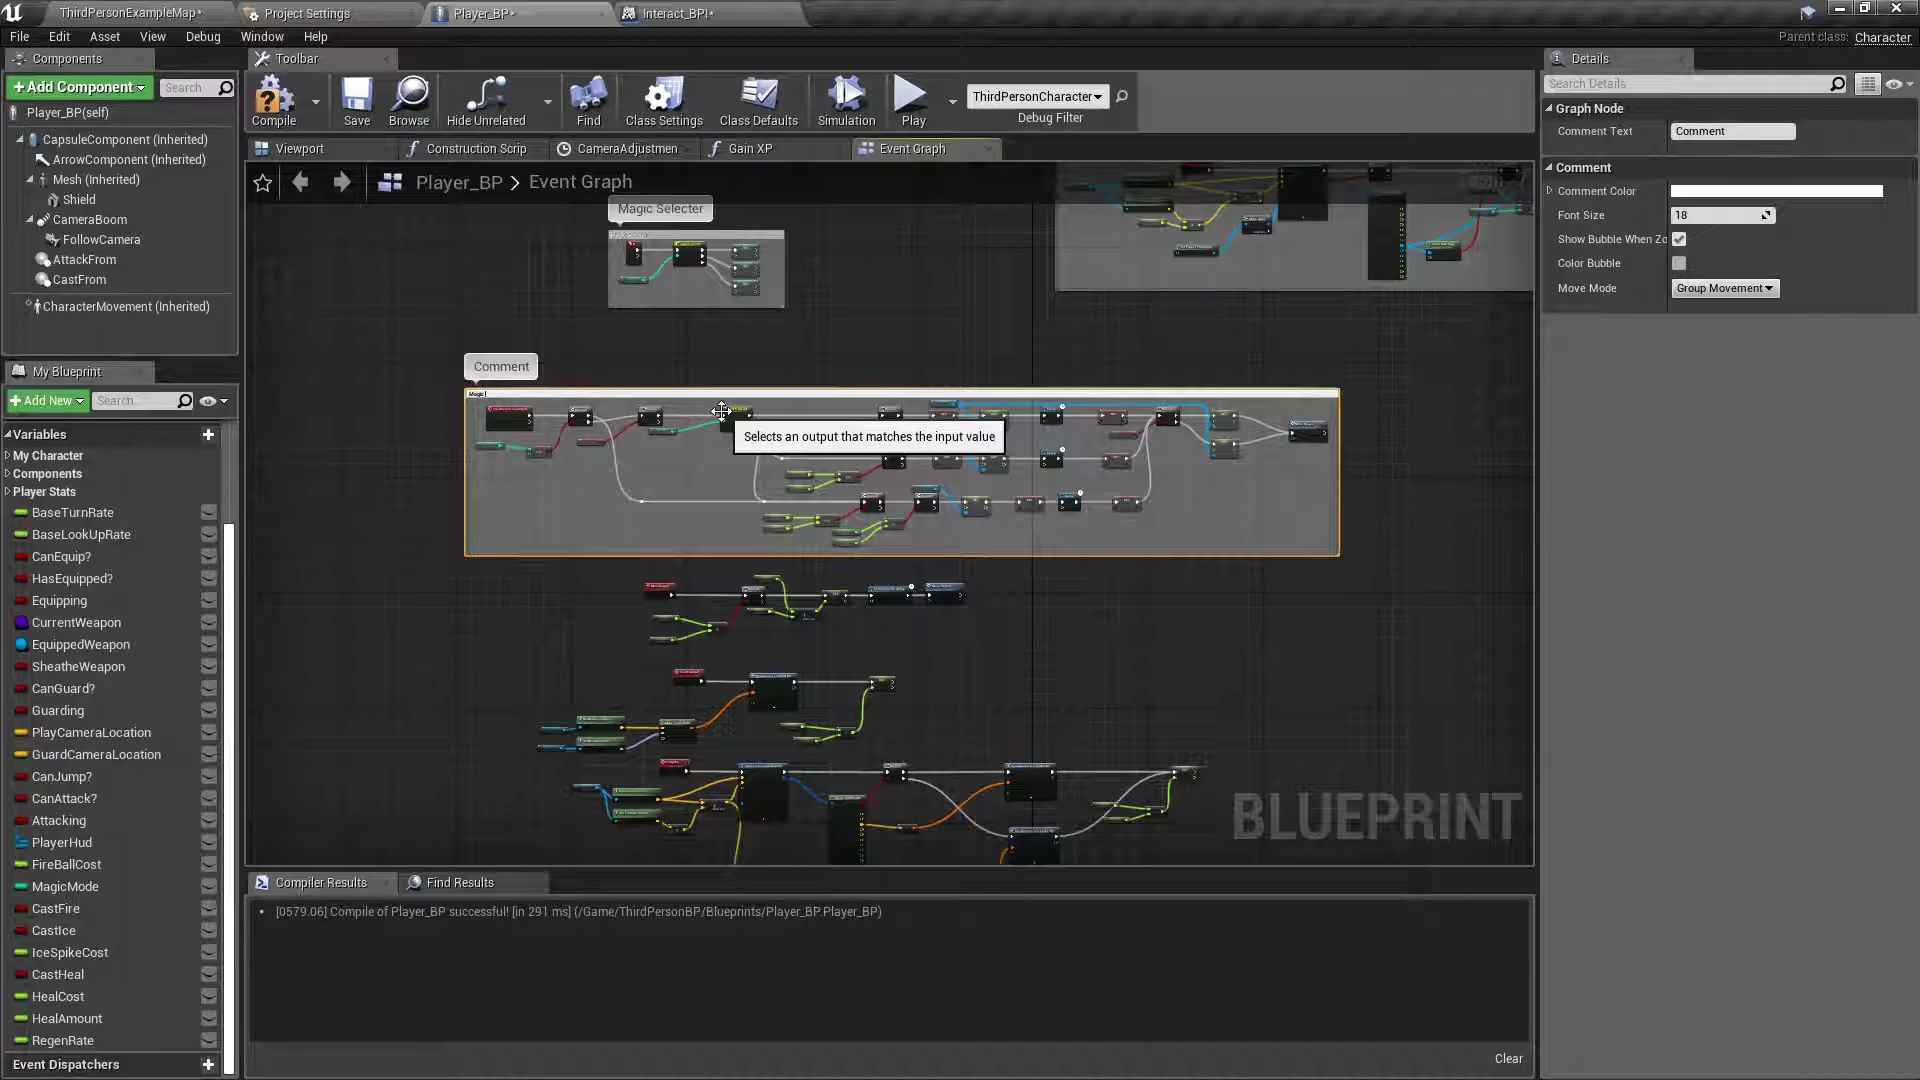 ThirdPersonExampleMap*
Project Settings
Player_BP*
Interact_BPI*
File Edit Asset View Debug Window Help
Parent class: Character
Components
Toolbar
Details
+Add Component
Search
Player_BP(self)
CapsuleComponent (Inherited)
ArrowComponent (Inherited)
Mesh (Inherited)
Shield
CameraBoom
FollowCamera
AttackFrom
CastFrom
CharacterMovement (Inherited)
Compile
Save
Browse
Hide Unrelated
Find
Class Settings
Class Defaults
Simulation
Play
ThirdPersonCharacter
Debug Filter
Viewport
Construction Scrip
CameraAdjustmen
Gain XP
Event Graph
Player_BP > Event Graph
Magic Selecter
Comment
Magic
Selects an output that matches the input value
BLUEPRINT
My Blueprint
+Add New
Search
Variables
My Character
Components
Player Stats
BaseTurnRate
BaseLookUpRate
CanEquip?
HasEquipped?
Equipping
CurrentWeapon
EquippedWeapon
SheatheWeapon
CanGuard?
Guarding
PlayCameraLocation
GuardCameraLocation
CanJump?
CanAttack?
Attacking
PlayerHud
FireBallCost
MagicMode
CastFire
CastIce
IceSpikeCost
CastHeal
HealCost
HealAmount
RegenRate
Event Dispatchers
Compiler Results
Find Results
[0579.06] Compile of Player_BP successful! [in 291 ms] (/Game/ThirdPersonBP/Blueprints/Player_BP.Player_BP)
Clear
Search Details
Graph Node
Comment Text
Comment
Comment
Comment Color
Font Size
18
Show Bubble When Zo
Color Bubble
Move Mode
Group Movement